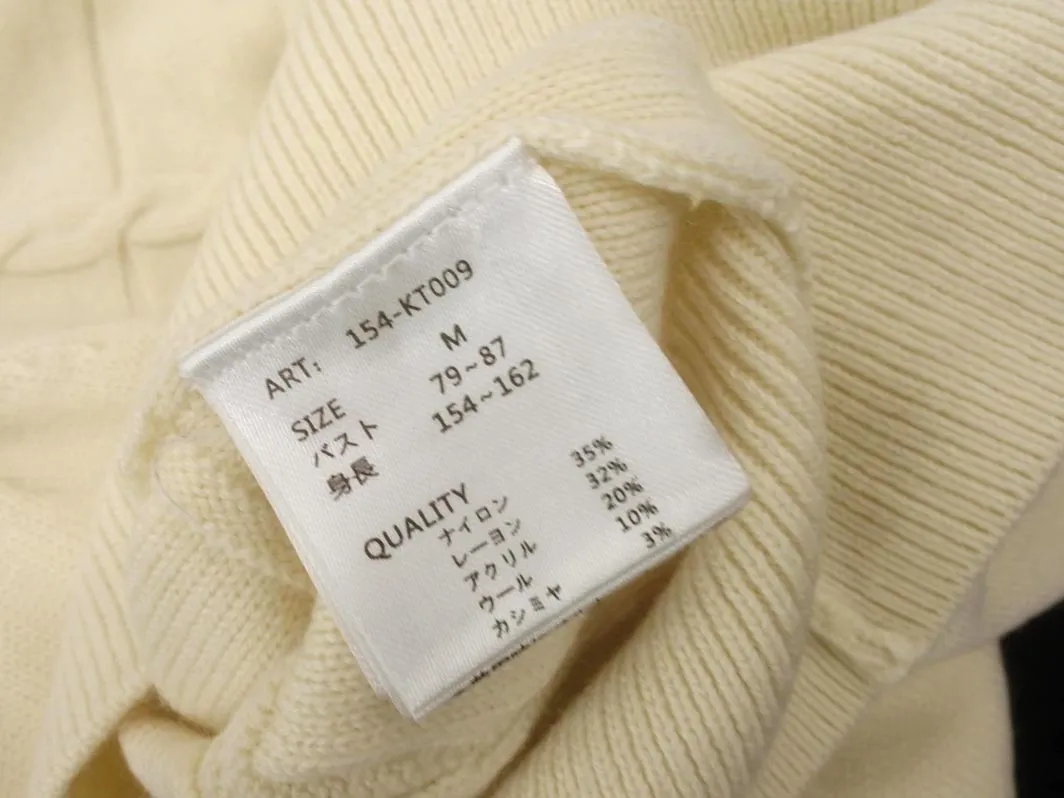 ART: 154-KT009
SIZE M
バスト 79~87
身長 154~162
QUALITY
ナイロン 35%
レーヨン 32%
アクリル 20%
ウール 10%
カシミヤ 3%